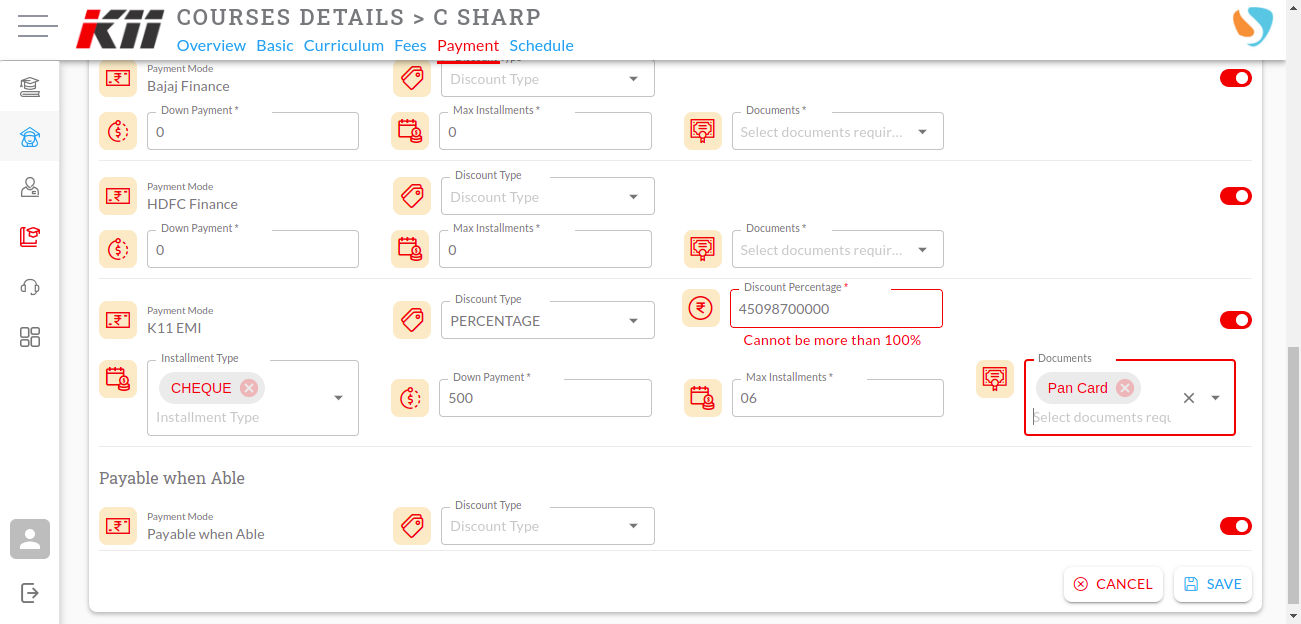 K11
COURSES DETAILS > C SHARP
Overview Basic Curriculum Fees Payment Schedule
Payment Mode
Bajaj Finance
Discount Type
Discount Type
Down Payment *
0
Max Installments *
0
Documents *
Select documents requir...
Payment Mode
HDFC Finance
Discount Type
Discount Type
Down Payment *
0
Max Installments *
0
Documents *
Select documents requir...
Payment Mode
K11 EMI
Discount Type
PERCENTAGE
Discount Percentage *
45098700000
Cannot be more than 100%
Installment Type
CHEQUE
Installment Type
Down Payment *
500
Max Installments *
06
Documents
Pan Card
Select documents requ
Payable when Able
Payment Mode
Payable when Able
Discount Type
Discount Type
CANCEL
SAVE